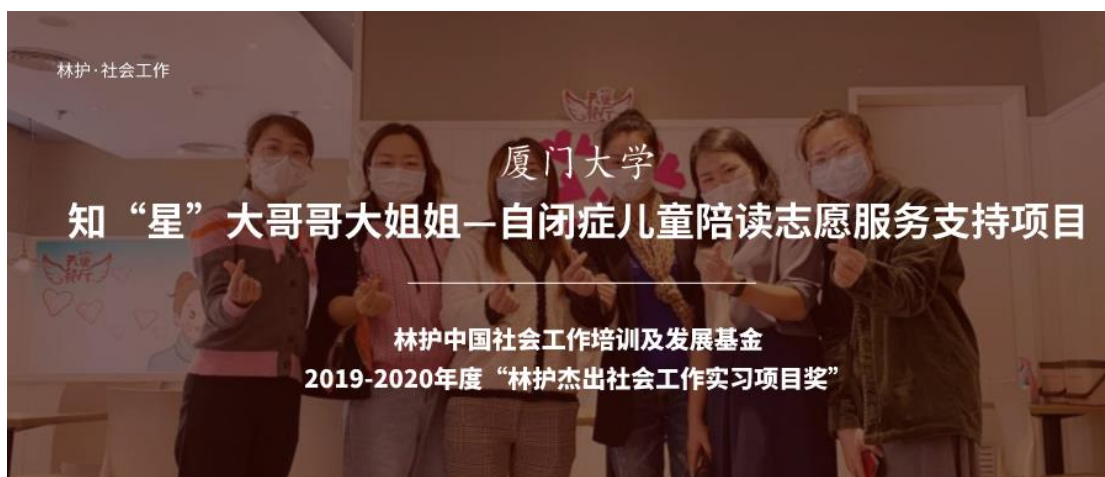 林护·社会工作
厦门大学
知“星”大哥哥大姐姐—自闭症儿童陪读志愿服务支持项目
林护中国社会工作培训及发展基金
2019-2020年度“林护杰出社会工作实习项目奖”